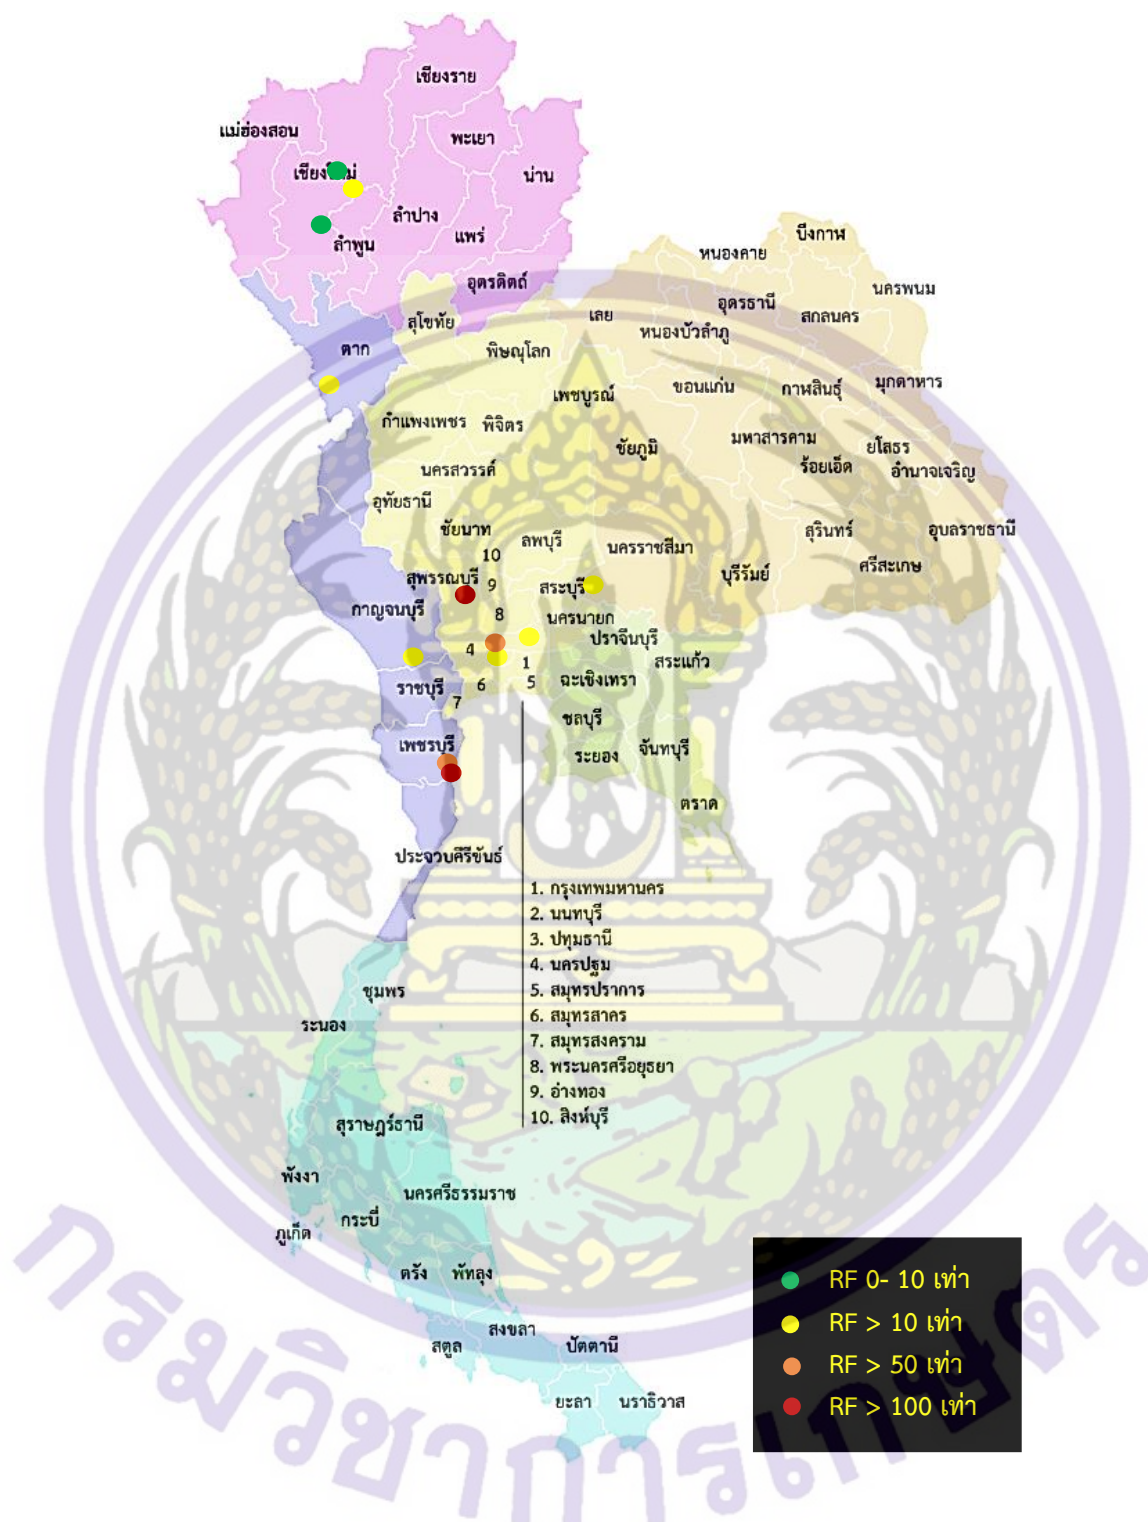 เชียงราย
แม่ฮ่องสอน
พะเยา
เชียงใหม่
น่าน
ลำปาง
แพร่
ลำพูน
อุตรดิตถ์
บึงกาฬ
หนองคาย
นครพนม
อุดรธานี
สกลนคร
เลย
หนองบัวลำภู
สุโขทัย
ตาก
พิษณุโลก
ขอนแก่น
กาฬสินธุ์
มุกดาหาร
เพชบูรณ์
กำแพงเพชร
พิจิตร
มหาสารคาม
ยโสธร
ชัยภูมิ
ร้อยเอ็ด
อำนาจเจริญ
นครสวรรค์
อุทัยธานี
ชัยนาท
ลพบุรี
นครราชสีมา
สุรินทร์
อุบลราชธานี
10
สุพรรณบุรี
9
สระบุรี
บุรีรัมย์
ศรีสะเกษ
กาญจนบุรี
8
นครนายก
ปราจีนบุรี
4
1
สระแก้ว
ราชบุรี
6
5
ฉะเชิงเทรา
7
ชลบุรี
เพชรบุรี
ระยอง
จันทบุรี
ตราด
ประจวบคีรีขันธ์
1. กรุงเทพมหานคร
2. นนทบุรี
3. ปทุมธานี
4. นครปฐม
5. สมุทรปราการ
6. สมุทรสาคร
7. สมุทรสงคราม
8. พระนครศรีอยุธยา
9. อ่างทอง
10. สิงห์บุรี
ชุมพร
ระนอง
สุราษฎร์ธานี
พังงา
นครศรีธรรมราช
กระบี่
ภูเก็ต
ตรัง
พัทลุง
สงขลา
สตูล
ปัตตานี
ยะลา
นราธิวาส
RF 0- 10 เท่า
RF > 10 เท่า
RF > 50 เท่า
RF > 100 เท่า
กรมวิชาการเกษตร